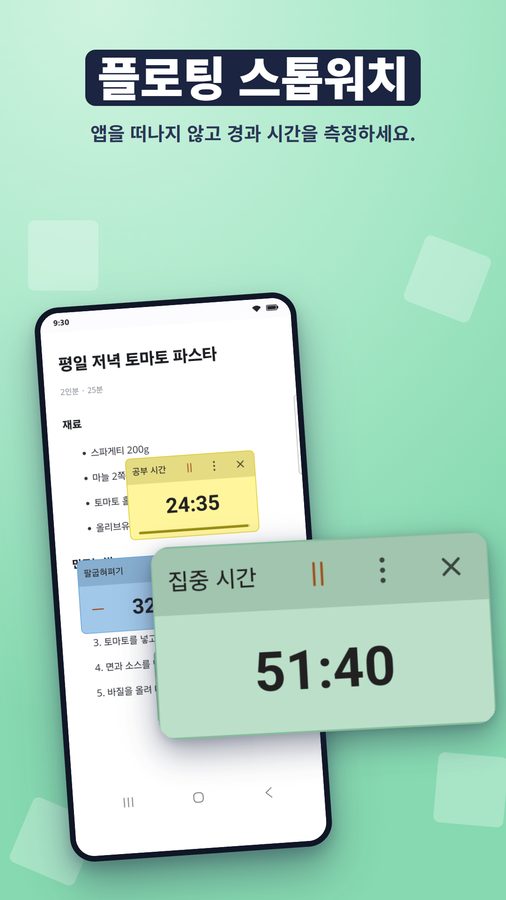 플로팅 스톱워치
앱을 떠나지 않고 경과 시간을 측정하세요.
9:30
평일 저녁 토마토 파스타
2인분 · 25분
재료
• 스파게티 200g
• 마늘 2쪽
공부 시간
• 토마토
24:35
• 올리브유
팔굽혀펴기
집중 시간
32
51:40
3. 토마토를 넣고
4. 면과 소스를
5. 바질을 올려